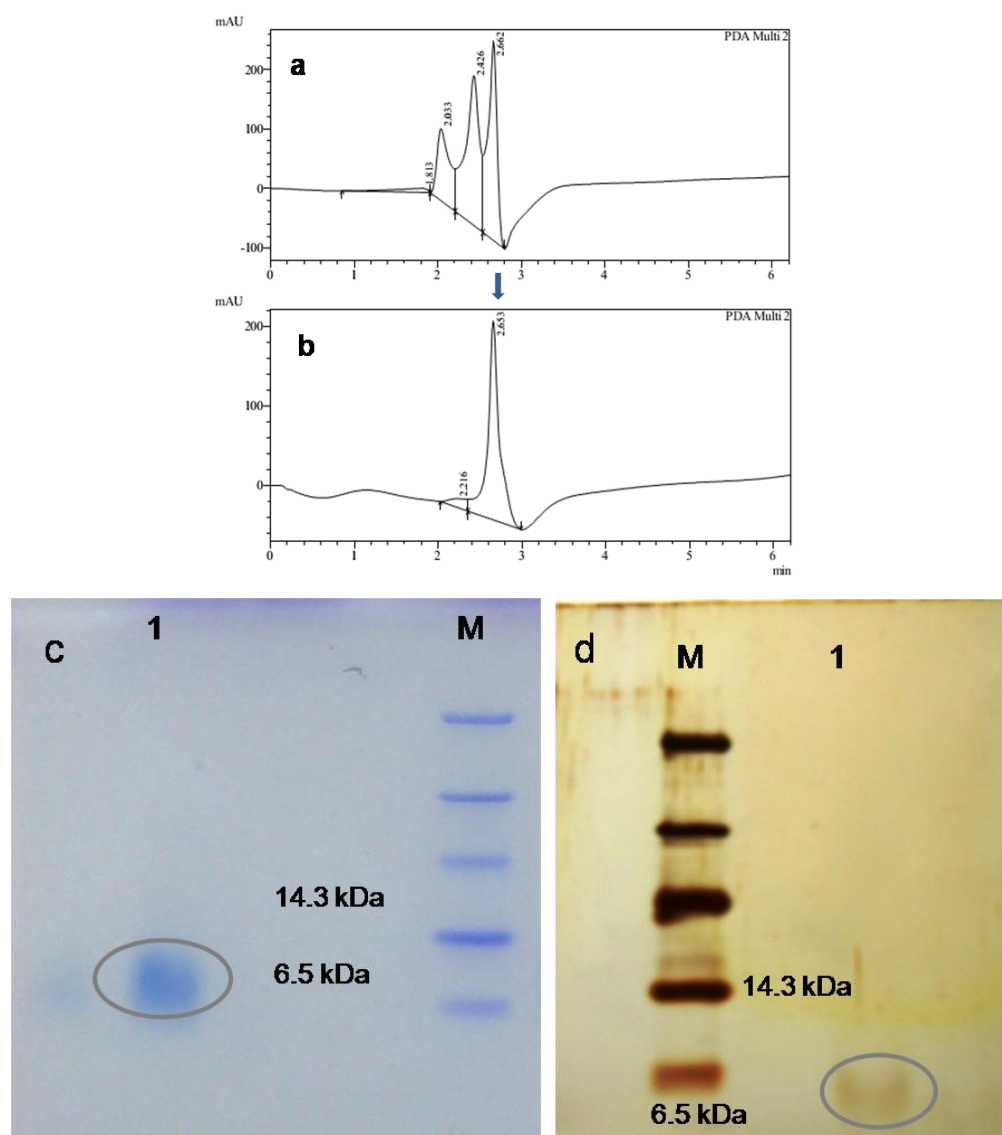 mAU
PDA Multi 2
a
200
100
0
-100
1.813
2.033
2.426
2.662
0 1 2 3 4 5 6
mAU
PDA Multi 2
b
200
100
0
2.216
2.653
0 1 2 3 4 5 6
min
c 1 M
14.3 kDa
6.5 kDa
d M 1
14.3 kDa
6.5 kDa